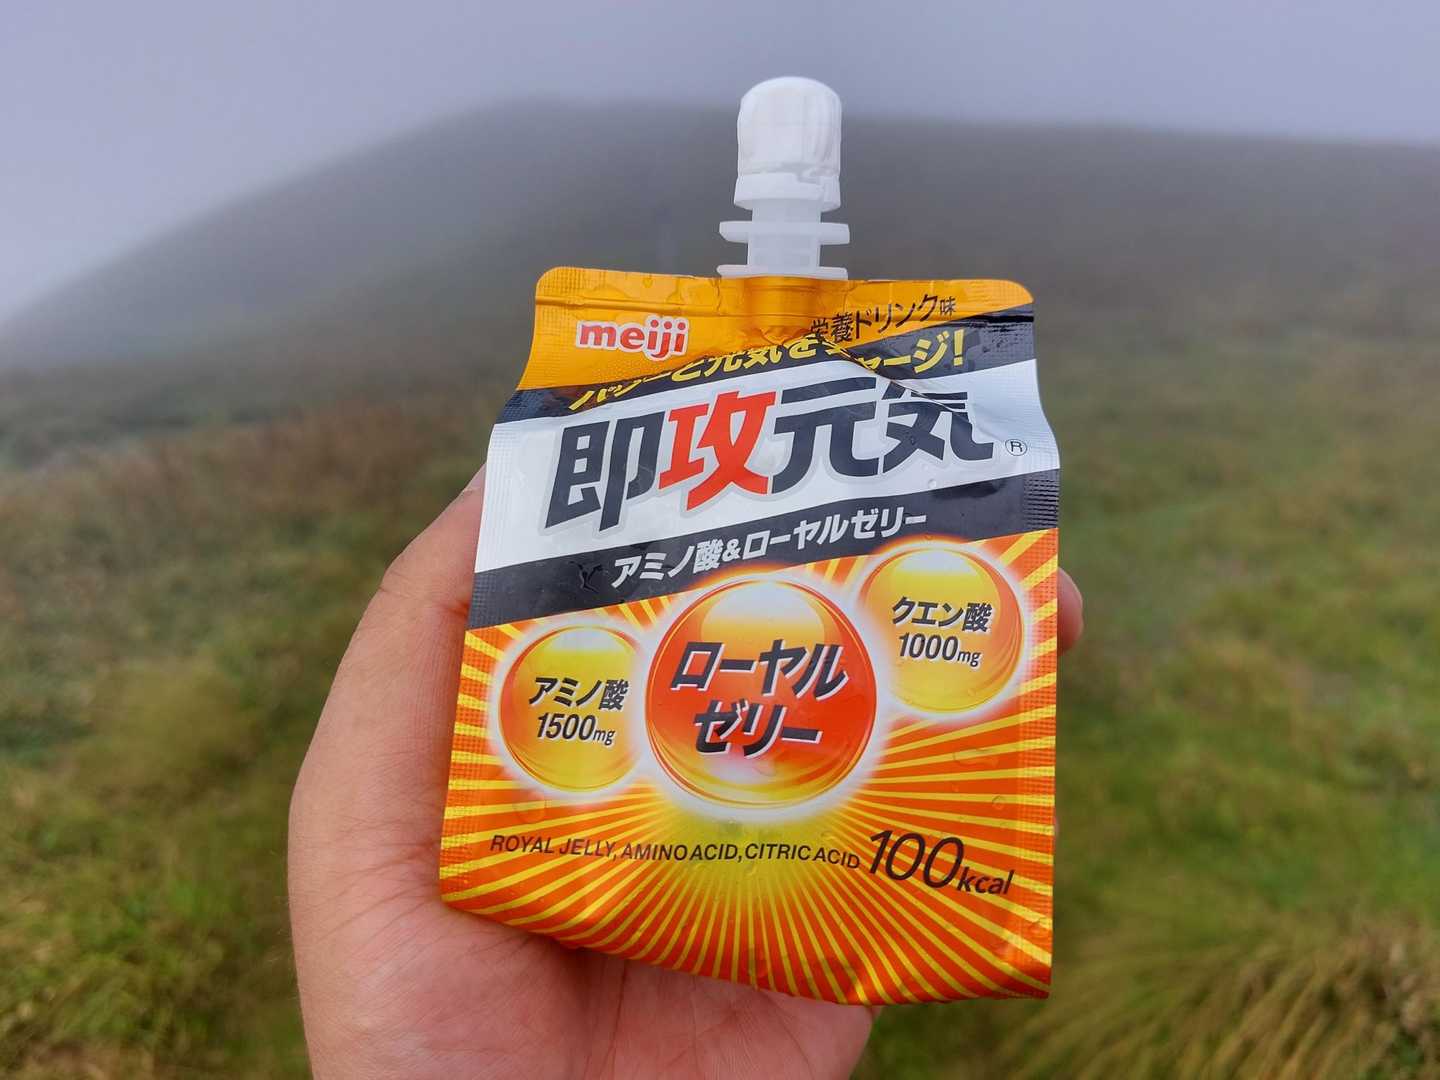 meiji
栄養ドリンク味
パワーと元気をチャージ!
即攻元気®
アミノ酸&ローヤルゼリー
クエン酸
1000mg
アミノ酸
1500mg
ローヤル
ゼリー
ROYAL JELLY, AMINO ACID, CITRIC ACID
100kcal